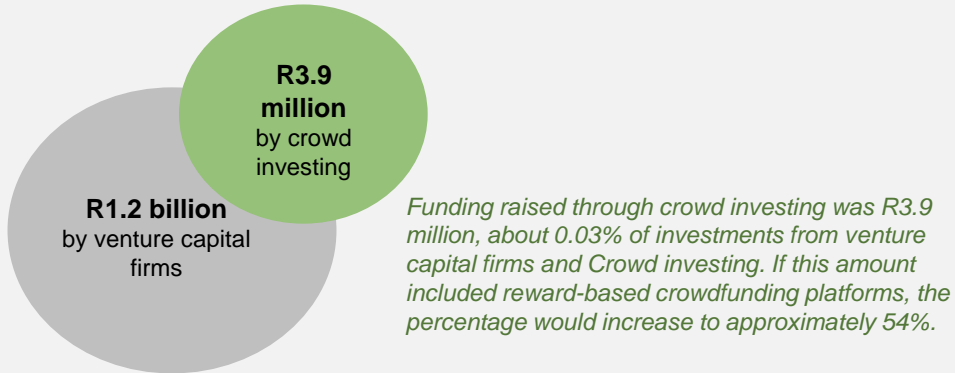 R3.9
million
by crowd
investing
R1.2 billion
by venture capital
firms
Funding raised through crowd investing was R3.9
million, about 0.03% of investments from venture
capital firms and Crowd investing. If this amount
included reward-based crowdfunding platforms, the
percentage would increase to approximately 54%.